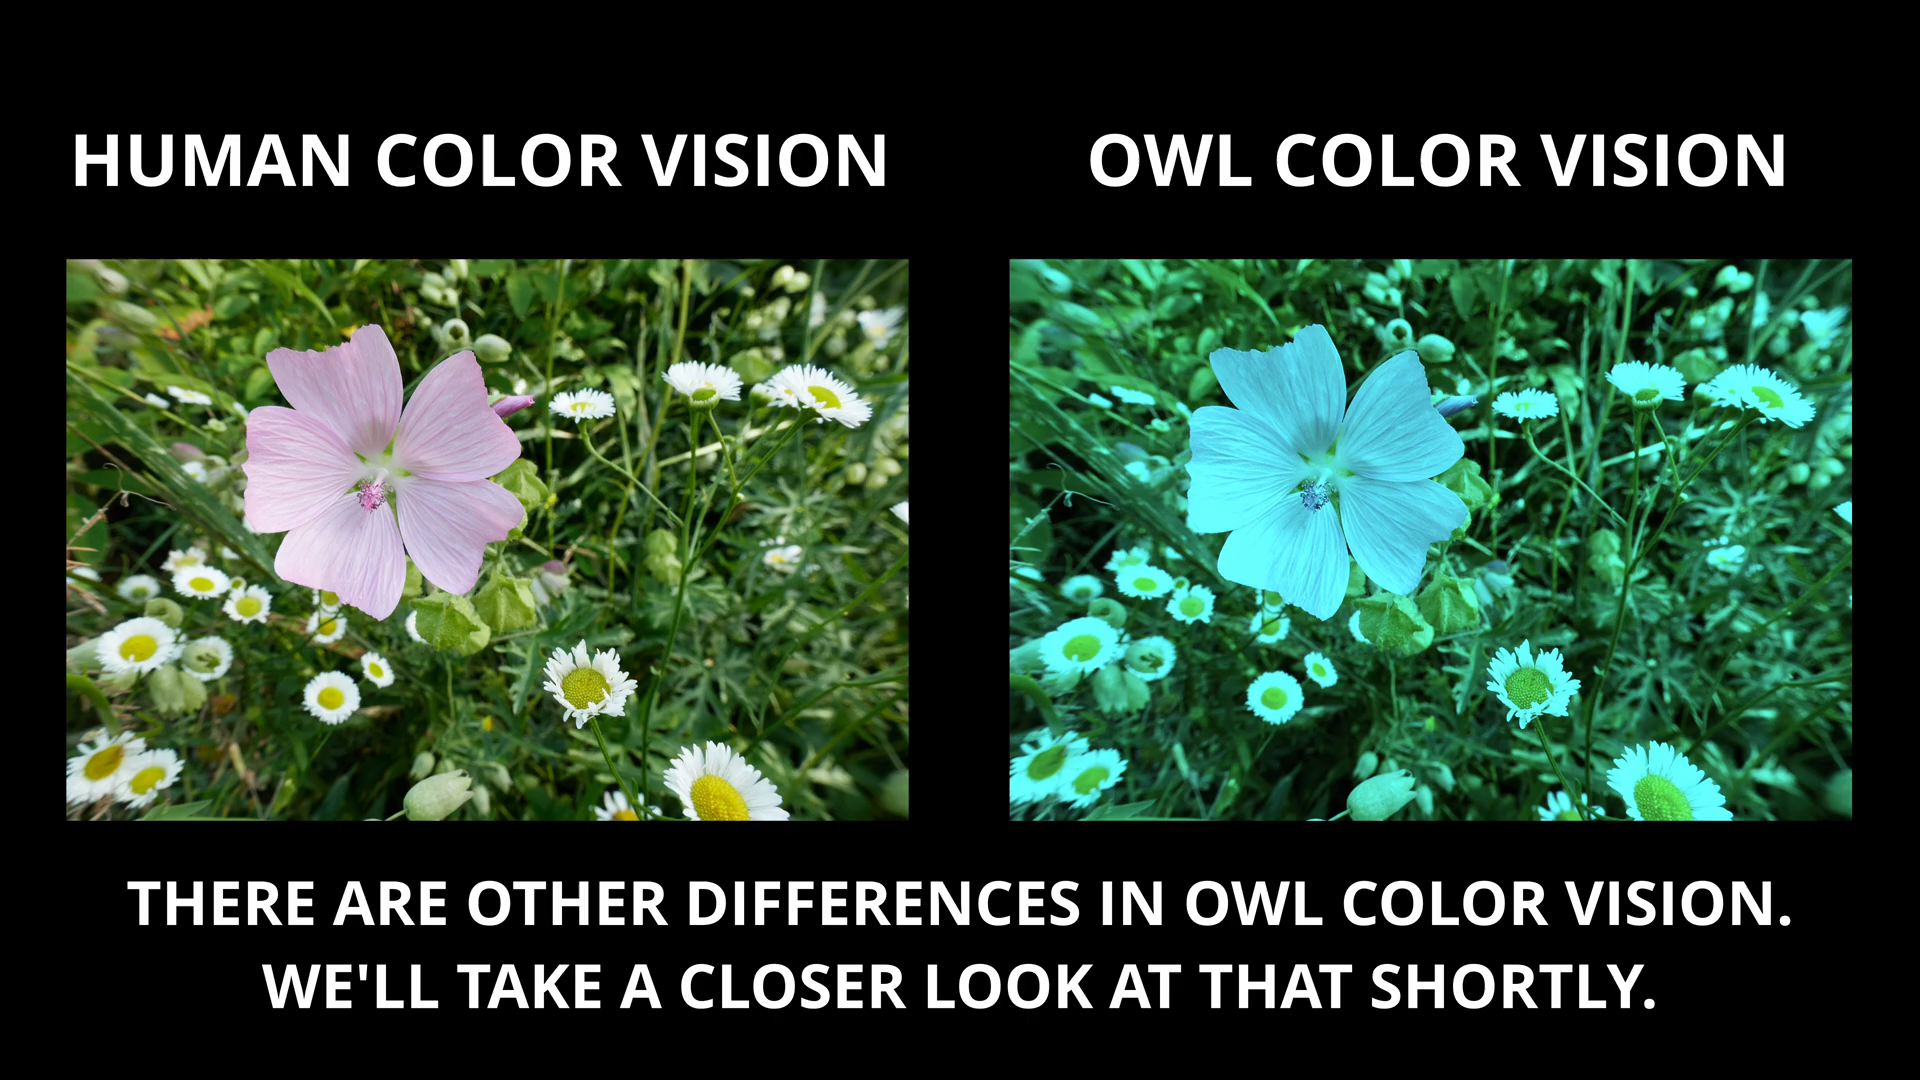 HUMAN COLOR VISION
OWL COLOR VISION
THERE ARE OTHER DIFFERENCES IN OWL COLOR VISION.
WE'LL TAKE A CLOSER LOOK AT THAT SHORTLY.